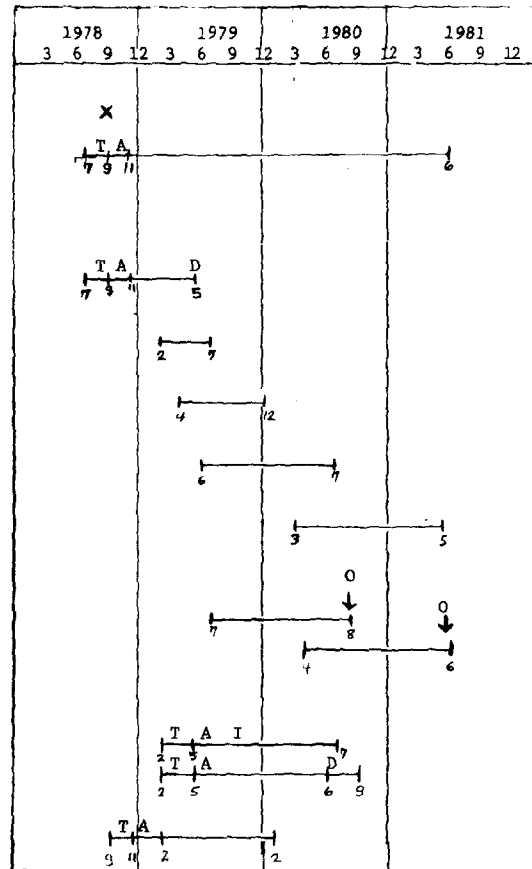 1978 1979 1980 1981
3 6 9 12 3 6 9 12 3 6 9 12 3 6 9 12
X
T A
7 9 11 6
T A D
7 9 11 5
2 7
4 12
6 7
3 5
O
O
7 8
4 6
T A I
2 5 7
T A D
2 5 6 9
T A
9 11 2 2